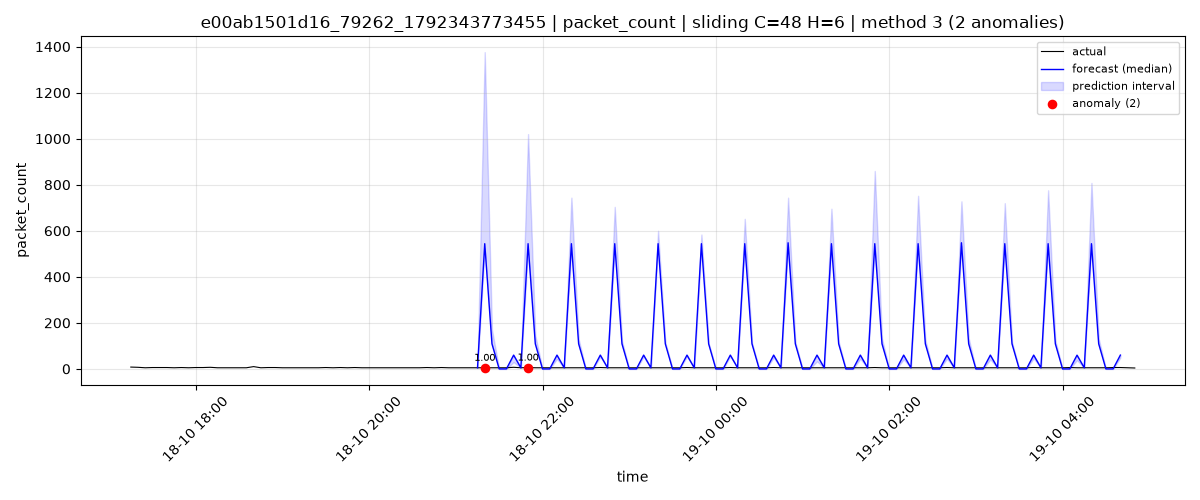 e00ab1501d16_79262_1792343773455 | packet_count | sliding C=48 H=6 | method 3 (2 anomalies)
actual
forecast (median)
prediction interval
anomaly (2)
packet_count
1400
1200
1000
800
600
400
200
0
1.00 1.00
18-10 18:00 18-10 20:00 18-10 22:00 19-10 00:00 19-10 02:00 19-10 04:00
time